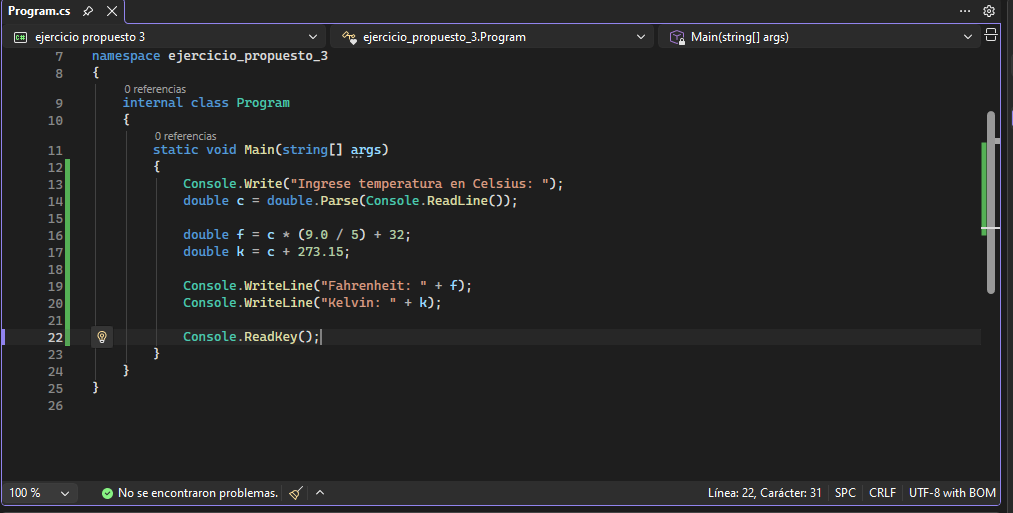 Program.cs
ejercicio propuesto 3
ejercicio_propuesto_3.Program
Main(string[] args)
7 namespace ejercicio_propuesto_3
8 {
0 referencias
9 internal class Program
10 {
0 referencias
11 static void Main(string[] args)
12 {
13 Console.Write("Ingrese temperatura en Celsius: ");
14 double c = double.Parse(Console.ReadLine());
15
16 double f = c * (9.0 / 5) + 32;
17 double k = c + 273.15;
18
19 Console.WriteLine("Fahrenheit: " + f);
20 Console.WriteLine("Kelvin: " + k);
21
22 Console.ReadKey();
23 }
24 }
25 }
26
100 % No se encontraron problemas. Línea: 22, Carácter: 31 SPC CRLF UTF-8 with BOM